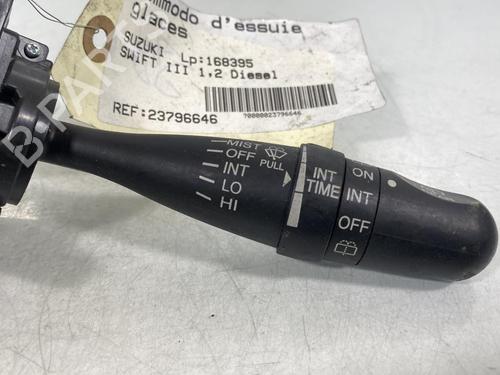 d'essuie
glaces
SUZUKI Lp:168395
SWIFT III 1,2 Diesel
REF:23796646
7000023796646
MIST
OFF PULL
INT
LO
HI
INT TIME
ON
INT
OFF